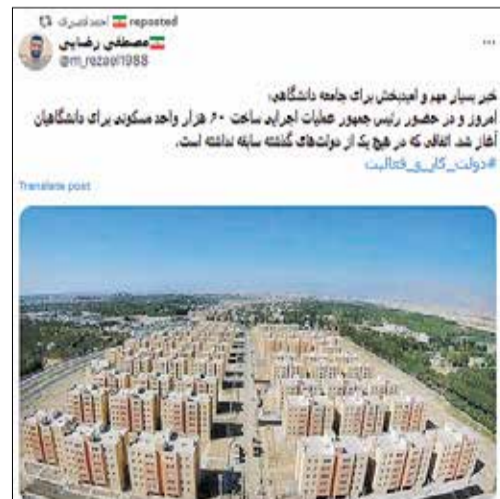 احمد قصری 🇮🇷 reposted
مصطفی رضایی🇮🇷
@m_rezaei1988
خبر بسیار مهم و امیدبخش برای جامعه دانشگاهی؛
امروز و در حضور رئیس جمهور عملیات اجرایی ساخت ۶۰ هزار واحد مسکونی برای دانشگاهیان
آغاز شد. اتفاقی که در هیچ یک از دولت‌های گذشته سابقه نداشته است.
#دولت_کار_و_فعالیت
Translate post